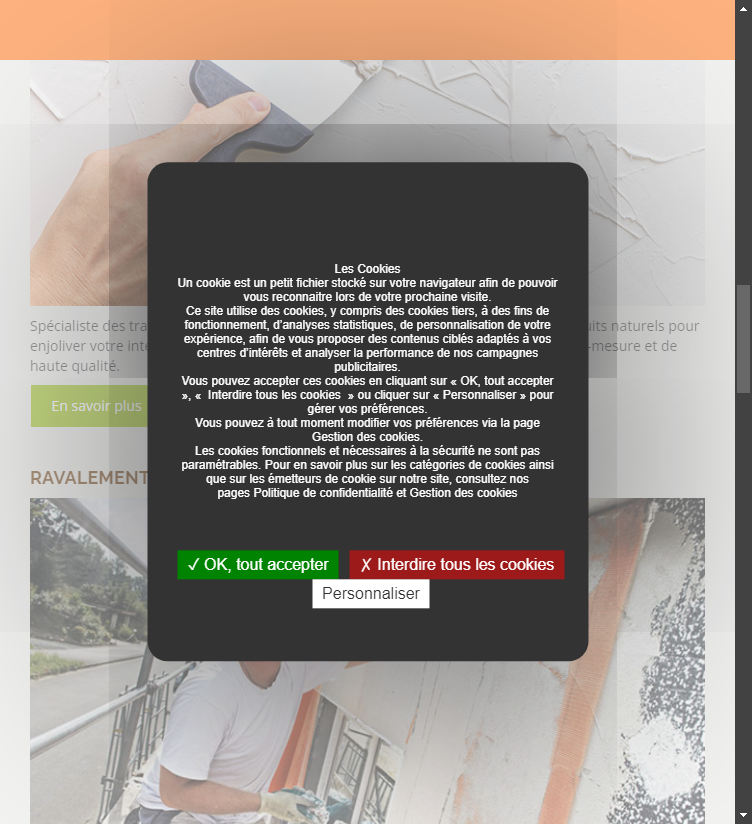 Les Cookies
Un cookie est un petit fichier stocké sur votre navigateur afin de pouvoir
vous reconnaitre lors de votre prochaine visite.
Ce site utilise des cookies, y compris des cookies tiers, à des fins de
fonctionnement, d'analyses statistiques, de personnalisation de votre
expérience, afin de vous proposer des contenus ciblés adaptés à vos
centres d'intérêts et analyser la performance de nos campagnes
publicitaires.
Vous pouvez accepter ces cookies en cliquant sur « OK, tout accepter
», «  Interdire tous les cookies  » ou cliquer sur « Personnaliser » pour
gérer vos préférences.
Vous pouvez à tout moment modifier vos préférences via la page
Gestion des cookies.
Les cookies fonctionnels et nécessaires à la sécurité ne sont pas
paramétrables. Pour en savoir plus sur les catégories de cookies ainsi
que sur les émetteurs de cookie sur notre site, consultez nos
pages Politique de confidentialité et Gestion des cookies
✓ OK, tout accepter ✗ Interdire tous les cookies
Personnaliser
Spécialiste des naturels pour
enjoliver votre et de
haute qualité.
En savoir plus
RAVALEMENT